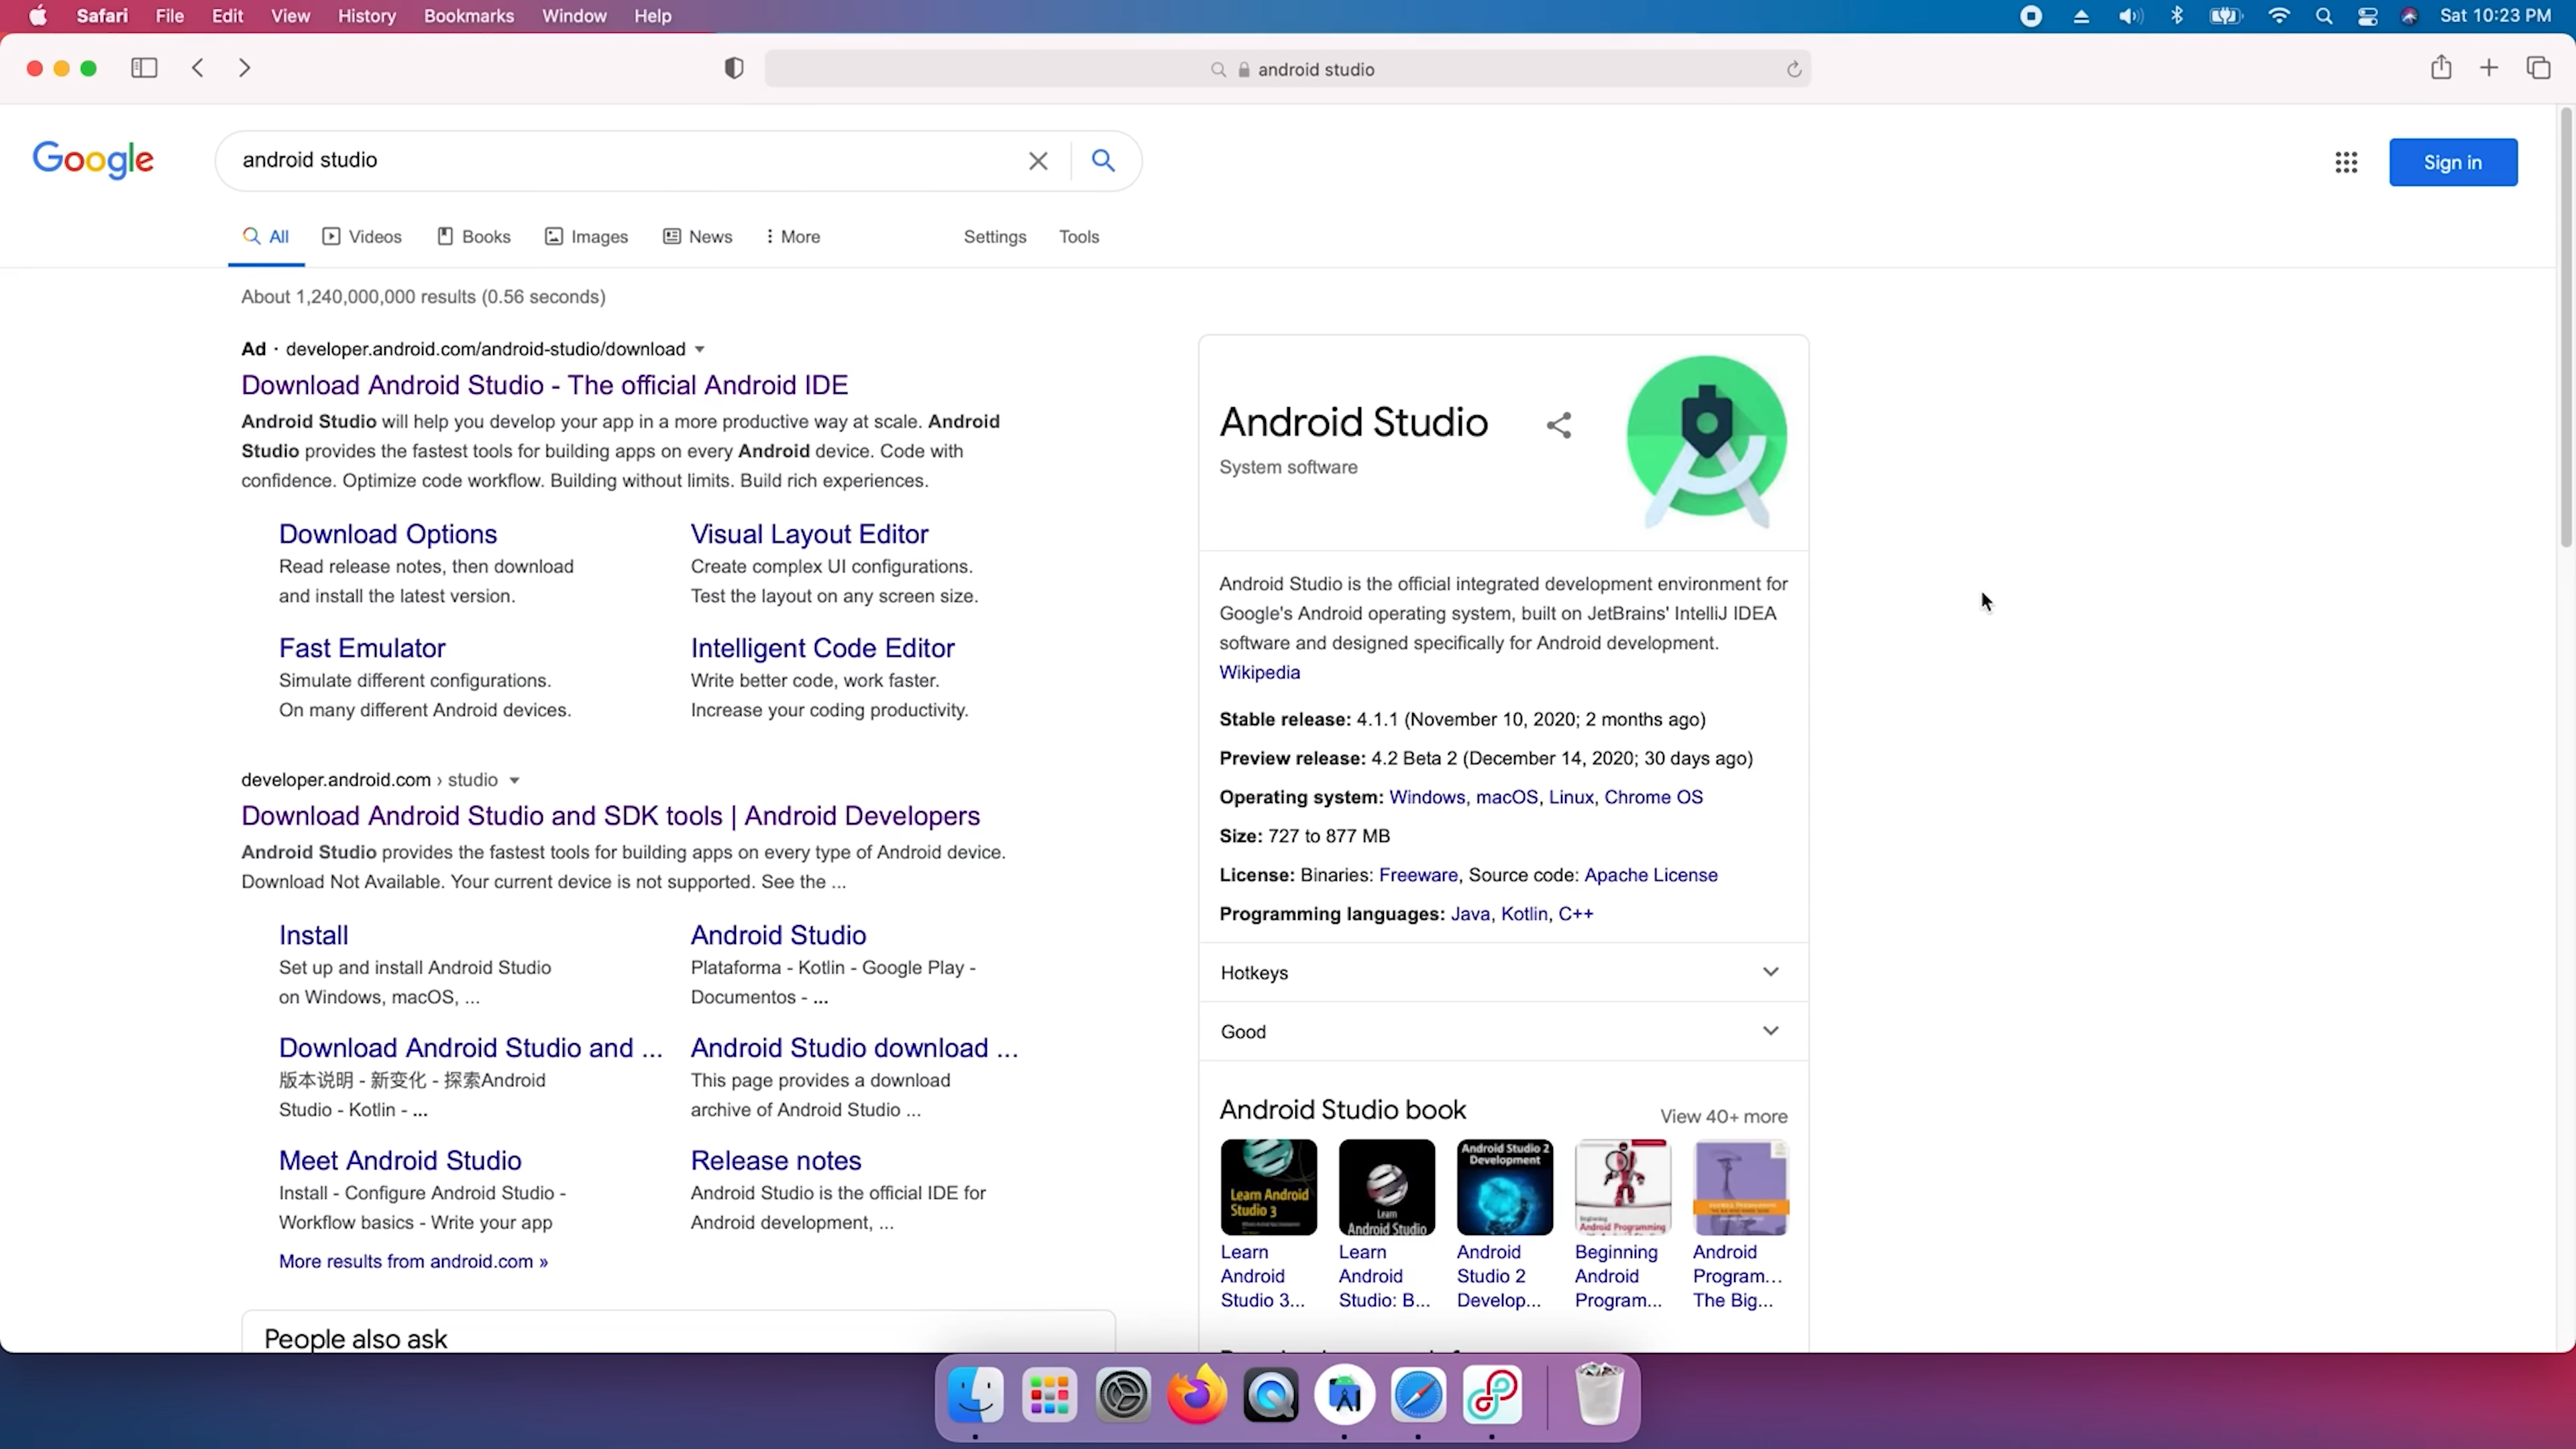 Safari File Edit View History Bookmarks Window Help Sat 10:23 PM
android studio
Google
android studio
Sign in
All Videos Books Images News More Settings Tools
About 1,240,000,000 results (0.56 seconds)
Ad · developer.android.com/android-studio/download
Download Android Studio - The official Android IDE
Android Studio will help you develop your app in a more productive way at scale. Android
Studio provides the fastest tools for building apps on every Android device. Code with
confidence. Optimize code workflow. Building without limits. Build rich experiences.
Download Options
Read release notes, then download
and install the latest version.
Visual Layout Editor
Create complex UI configurations.
Test the layout on any screen size.
Fast Emulator
Simulate different configurations.
On many different Android devices.
Intelligent Code Editor
Write better code, work faster.
Increase your coding productivity.
developer.android.com › studio
Download Android Studio and SDK tools | Android Developers
Android Studio provides the fastest tools for building apps on every type of Android device.
Download Not Available. Your current device is not supported. See the ...
Install
Set up and install Android Studio
on Windows, macOS, ...
Android Studio
Plataforma - Kotlin - Google Play -
Documentos - ...
Download Android Studio and ...
版本说明 - 新变化 - 探索Android
Studio - Kotlin - ...
Android Studio download ...
This page provides a download
archive of Android Studio ...
Meet Android Studio
Install - Configure Android Studio -
Workflow basics - Write your app
Release notes
Android Studio is the official IDE for
Android development, ...
More results from android.com »
People also ask
Android Studio
System software
Android Studio is the official integrated development environment for
Google's Android operating system, built on JetBrains' IntelliJ IDEA
software and designed specifically for Android development.
Wikipedia
Stable release: 4.1.1 (November 10, 2020; 2 months ago)
Preview release: 4.2 Beta 2 (December 14, 2020; 30 days ago)
Operating system: Windows, macOS, Linux, Chrome OS
Size: 727 to 877 MB
License: Binaries: Freeware, Source code: Apache License
Programming languages: Java, Kotlin, C++
Hotkeys
Good
Android Studio book
View 40+ more
Learn Android
Studio 3
Learn
Android Studio
Android Studio 2
Development
Beginning
Android Programming
Learn
Android
Studio 3...
Learn
Android
Studio: B...
Android
Studio 2
Develop...
Beginning
Android
Program...
Android
Program...
The Big...